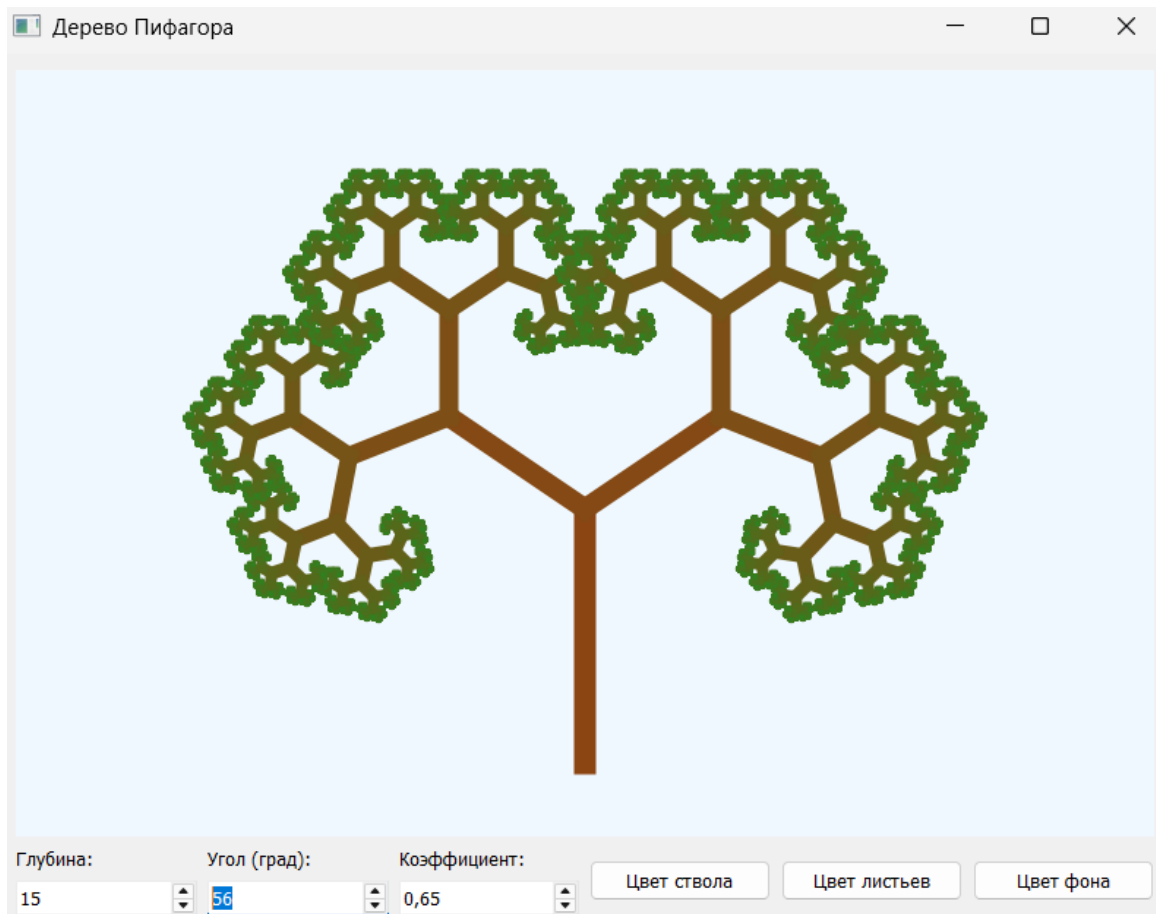 Дерево Пифагора
Глубина: Угол (град): Коэффициент:
15 56 0,65 Цвет ствола Цвет листьев Цвет фона